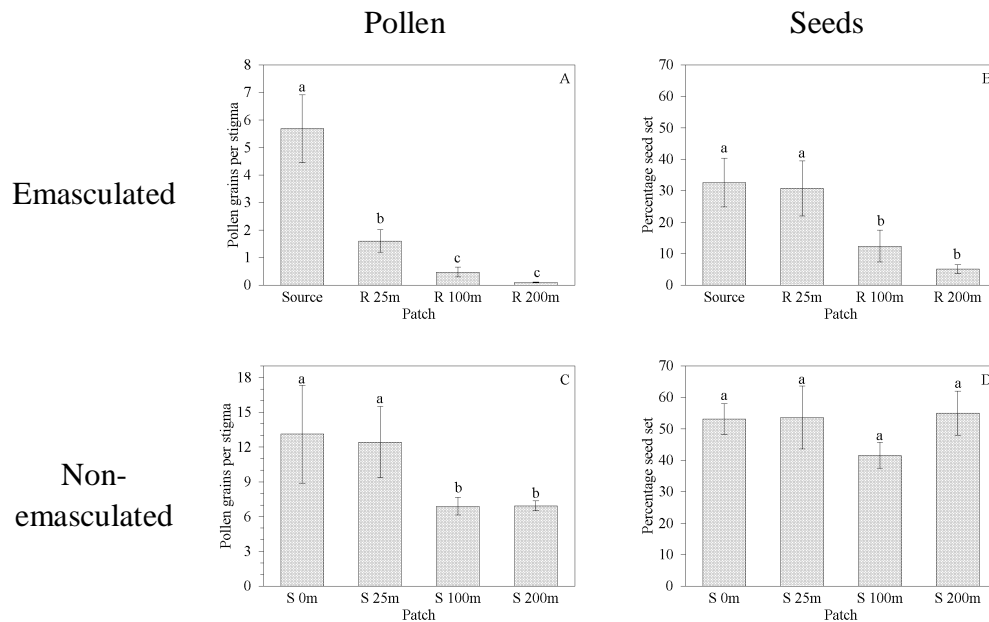 Pollen
Seeds
Emasculated
A
Pollen grains per stigma
8
7
6
5
4
3
2
1
0
a
b
c
c
Source R 25m R 100m R 200m
Patch
B
Percentage seed set
70
60
50
40
30
20
10
0
a
a
b
b
Source R 25m R 100m R 200m
Patch
Non-
emasculated
C
Pollen grains per stigma
18
15
12
9
6
3
0
a
a
b
b
S 0m S 25m S 100m S 200m
Patch
D
Percentage seed set
70
60
50
40
30
20
10
0
a
a
a
a
S 0m S 25m S 100m S 200m
Patch